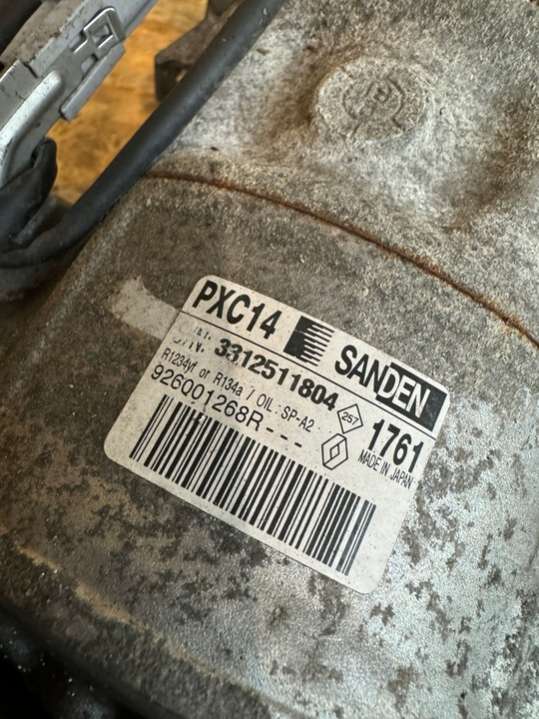 PXC14 SANDEN
S/N. 3312511804 257 1761
R1234yf or R134a / OIL : SP-A2 MADE IN JAPAN
926001268R---